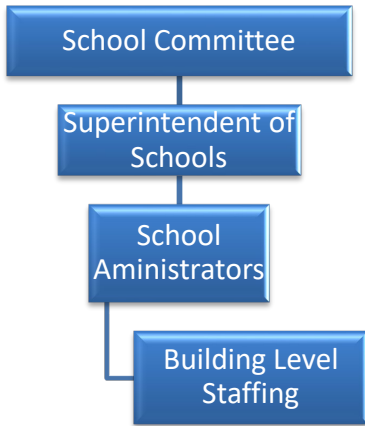 School Committee
Superintendent of
Schools
School
Aministrators
Building Level
Staffing